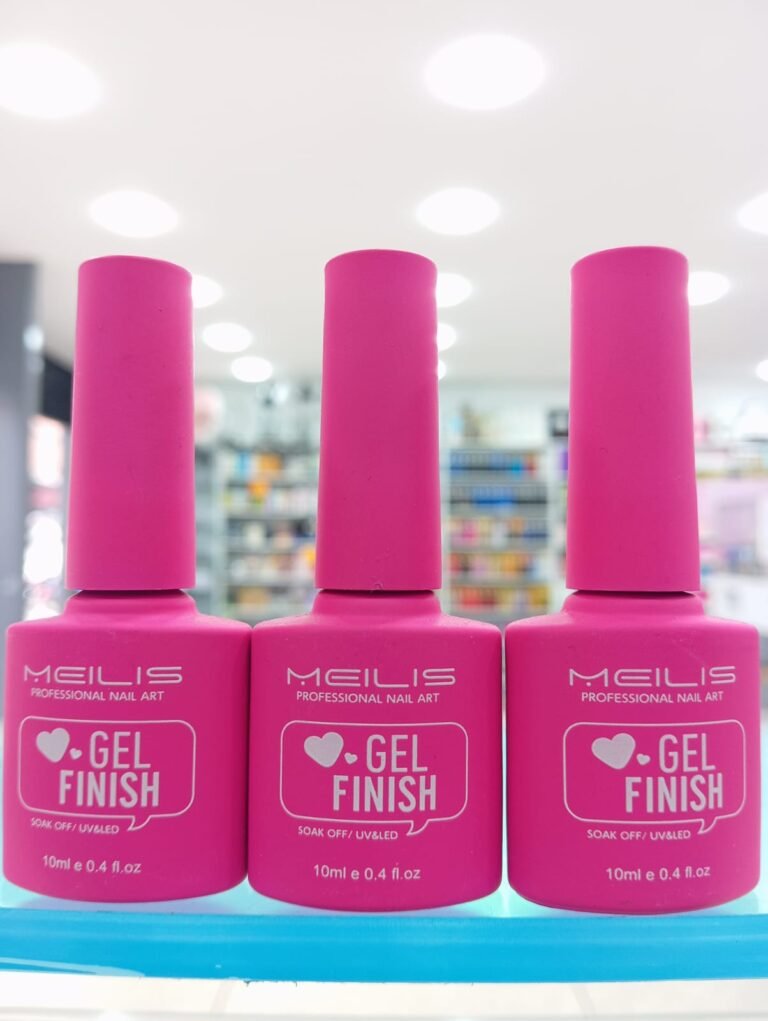 MEILIS
PROFESSIONAL NAIL ART
GEL
FINISH
SOAK OFF/ UV&LED
10ml e 0.4 fl.oz
MEILIS
PROFESSIONAL NAIL ART
GEL
FINISH
SOAK OFF/ UV&LED
10ml e 0.4 fl.oz
MEILIS
PROFESSIONAL NAIL ART
GEL
FINISH
SOAK OFF/ UV&LED
10ml e 0.4 fl.oz